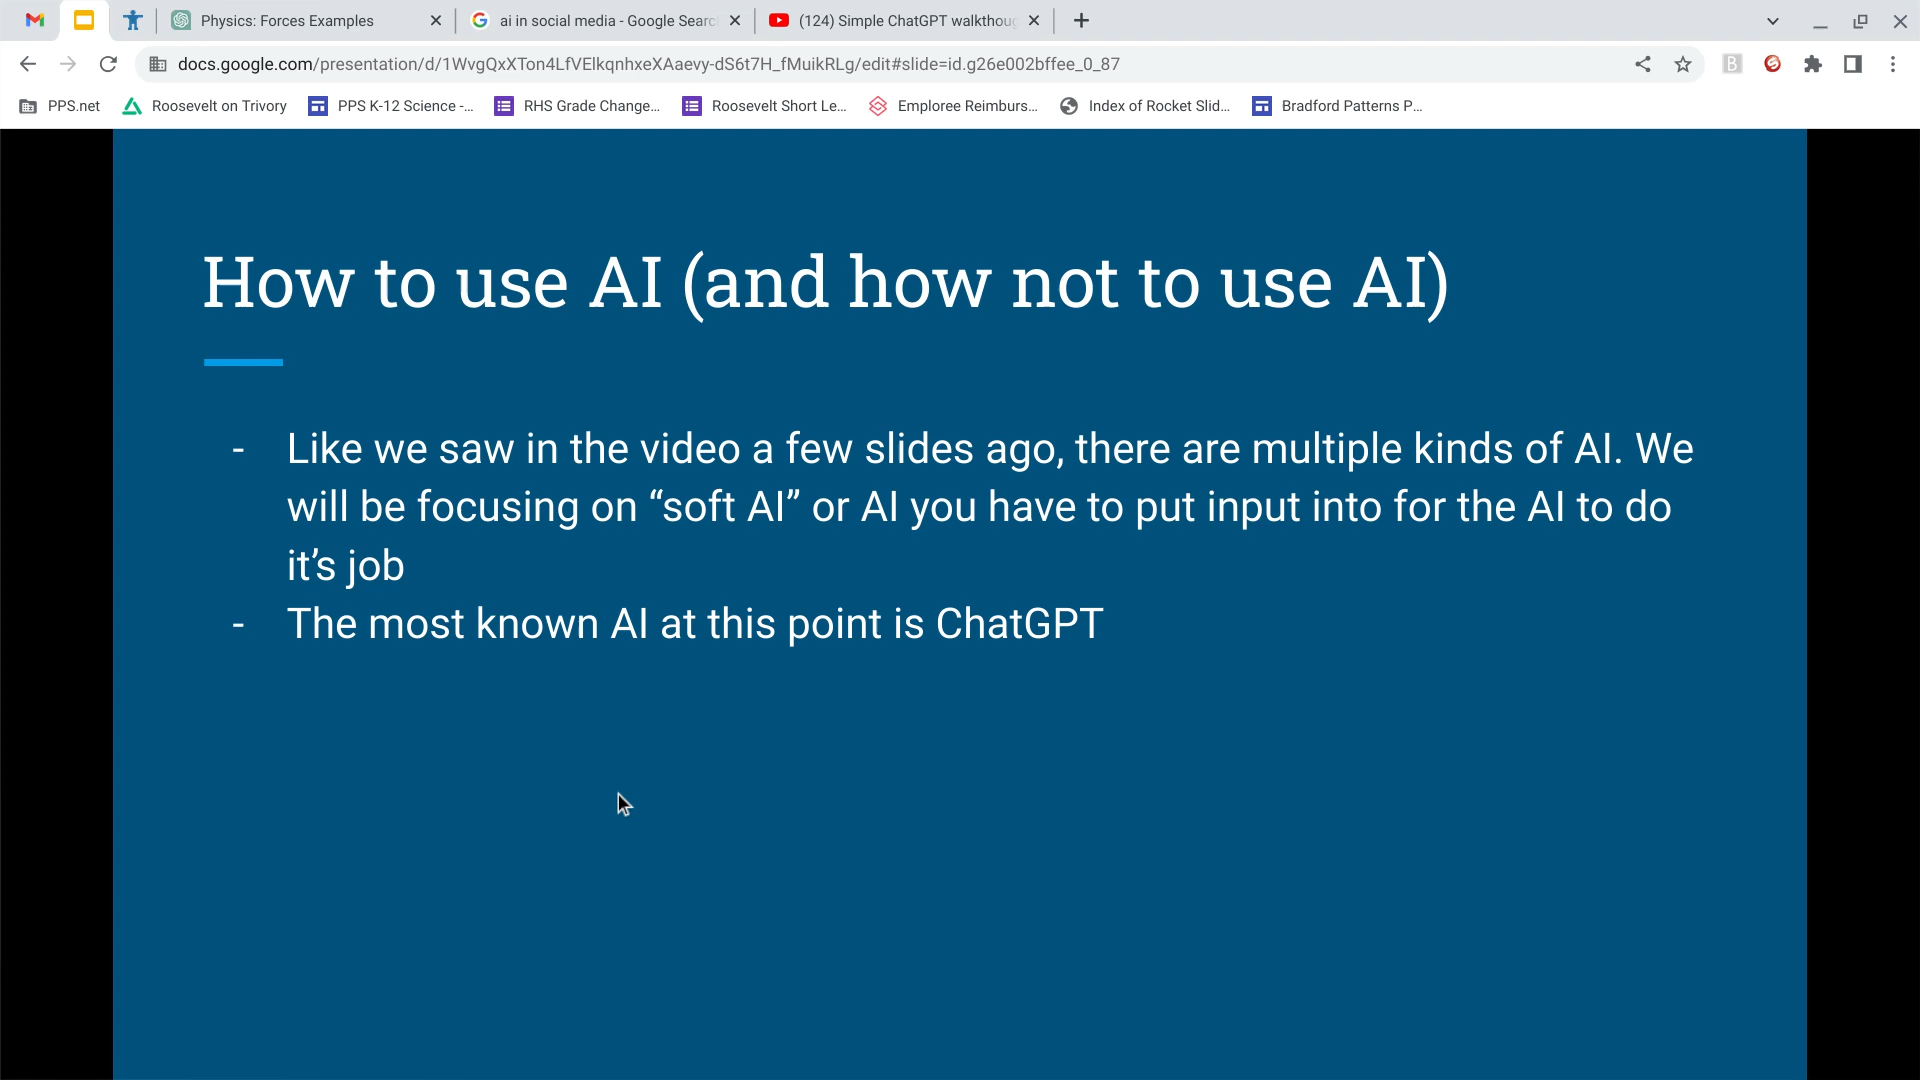 Physics: Forces Examples
ai in social media - Google Searc
(124) Simple ChatGPT walkthoug
docs.google.com/presentation/d/1WvgQxXTon4LfVElkqnhxeXAaevy-dS6t7H_fMuikRLg/edit#slide=id.g26e002bffee_0_87
PPS.net
Roosevelt on Trivory
PPS K-12 Science -...
RHS Grade Change...
Roosevelt Short Le...
Emploree Reimburs...
Index of Rocket Slid...
Bradford Patterns P...
How to use AI (and how not to use AI)
- Like we saw in the video a few slides ago, there are multiple kinds of AI. We
will be focusing on “soft AI” or AI you have to put input into for the AI to do
it’s job
- The most known AI at this point is ChatGPT